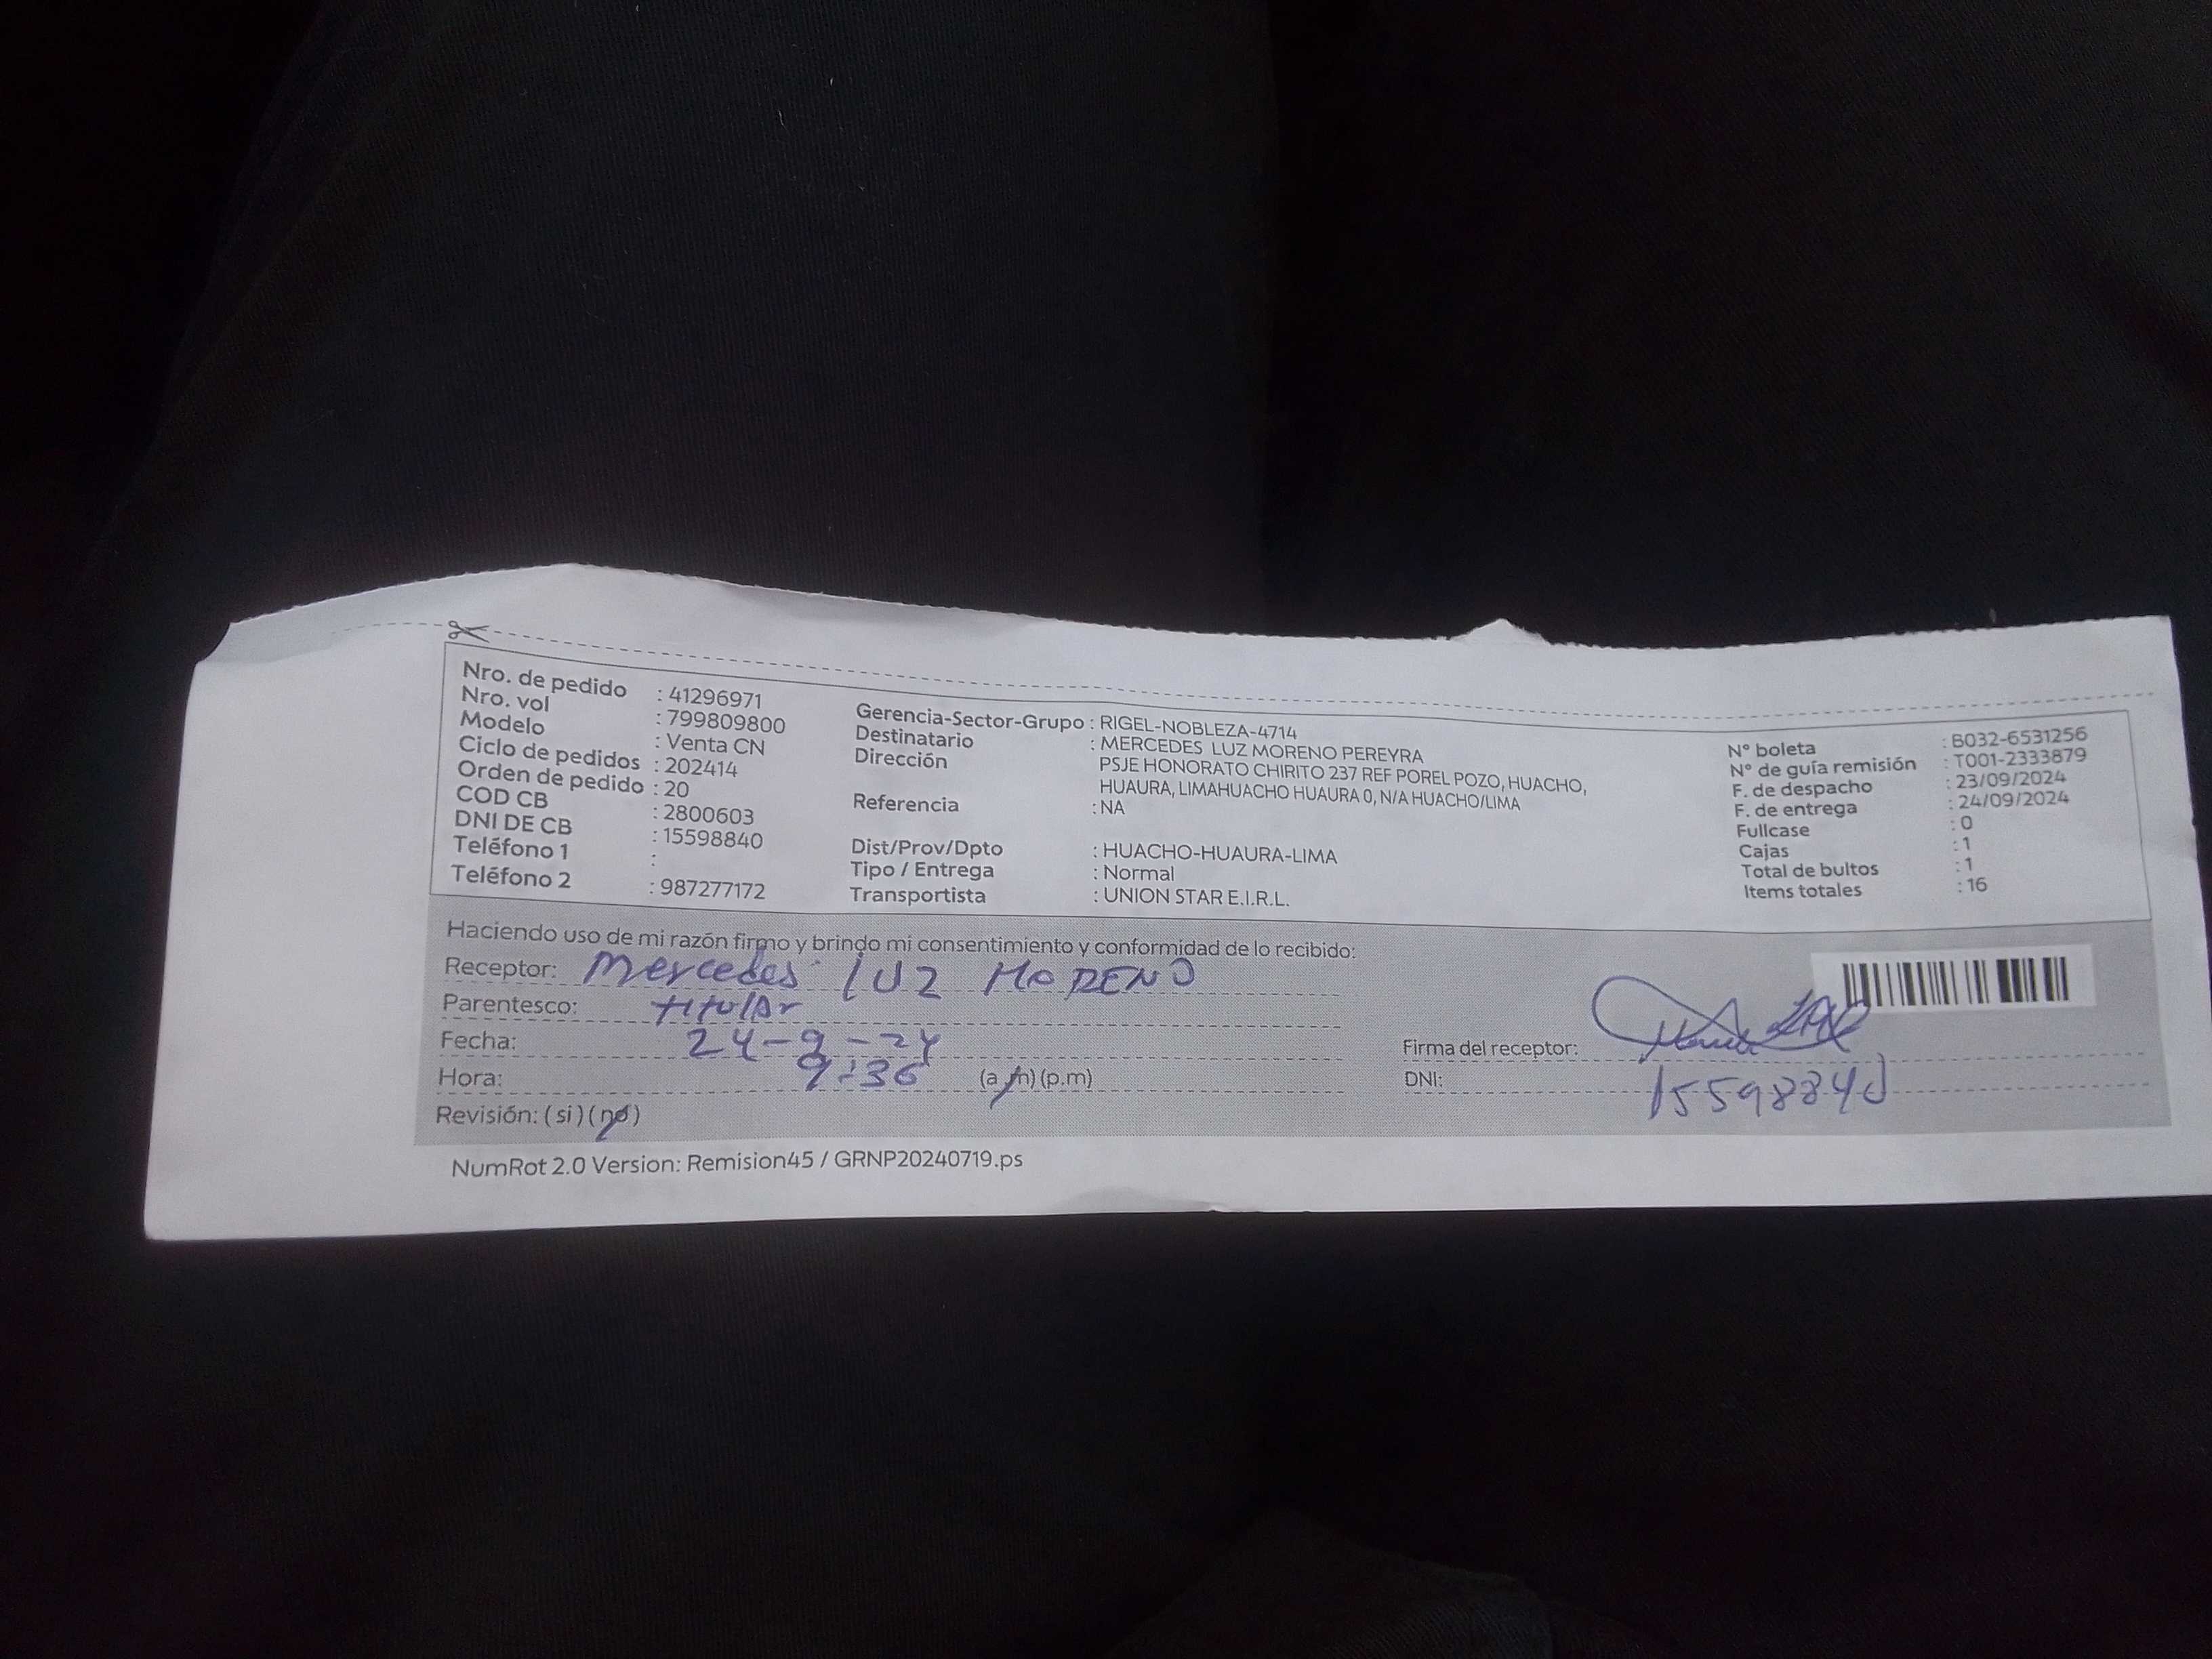 Nro. de pedido : 41296971
Nro. vol : 799809800
Modelo : Venta CN
Ciclo de pedidos : 202414
Orden de pedido : 20
COD CB : 2800603
DNI DE CB : 15598840
Teléfono 1 :
Teléfono 2 : 987277172
Gerencia-Sector-Grupo : RIGEL-NOBLEZA-4714
Destinatario : MERCEDES LUZ MORENO PEREYRA
Dirección PSJE HONORATO CHIRITO 237 REF POREL POZO, HUACHO,
HUAURA, LIMAHUACHO HUAURA 0, N/A HUACHO/LIMA
Referencia : NA
Dist/Prov/Dpto : HUACHO-HUAURA-LIMA
Tipo / Entrega : Normal
Transportista : UNION STAR E.I.R.L.
N° boleta : B032-6531256
N° de guía remisión : T001-2333879
F. de despacho : 23/09/2024
F. de entrega : 24/09/2024
Fullcase : 0
Cajas : 1
Total de bultos : 1
Items totales : 16
Haciendo uso de mi razón firmo y brindo mi consentimiento y conformidad de lo recibido:
Receptor: Mercedes LUZ MORENO
Parentesco: titular
Fecha: 24-9-24
Hora: 9:36 (a.m) (p.m)
Revisión: (si) (no)
Firma del receptor:
DNI: 15598840
NumRot 2.0 Version: Remision45 / GRNP20240719.ps